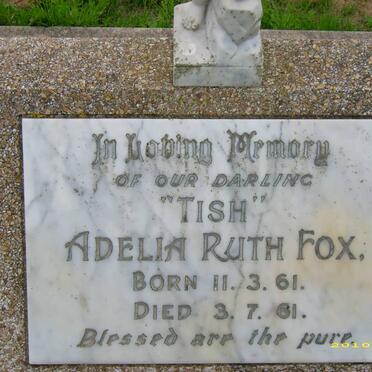 In Loving Memory
OF OUR DARLING
"TISH"
ADELIA RUTH FOX,
BORN 11. 3. 61.
DIED 3. 7. 61.
Blessed are the pure
2010